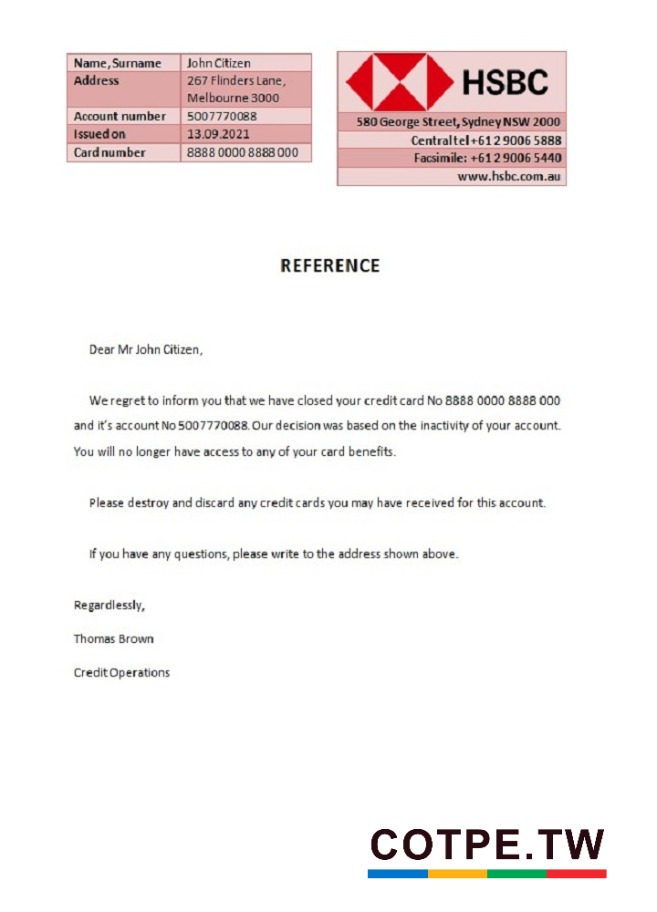 Name, Surname John Citizen
Address 267 Flinders Lane,
Melbourne 3000
Account number 5007770088
Issued on 13.09.2021
Card number 8888 0000 8888 000
HSBC
580 George Street, Sydney NSW 2000
Central tel +61 2 9006 5888
Facsimile: +61 2 9006 5440
www.hsbc.com.au
REFERENCE
Dear Mr John Citizen,
We regret to inform you that we have closed your credit card No 8888 0000 8888 000
and it's account No 5007770088. Our decision was based on the inactivity of your account.
You will no longer have access to any of your card benefits.
Please destroy and discard any credit cards you may have received for this account.
If you have any questions, please write to the address shown above.
Regardlessly,
Thomas Brown
Credit Operations
COTPE.TW